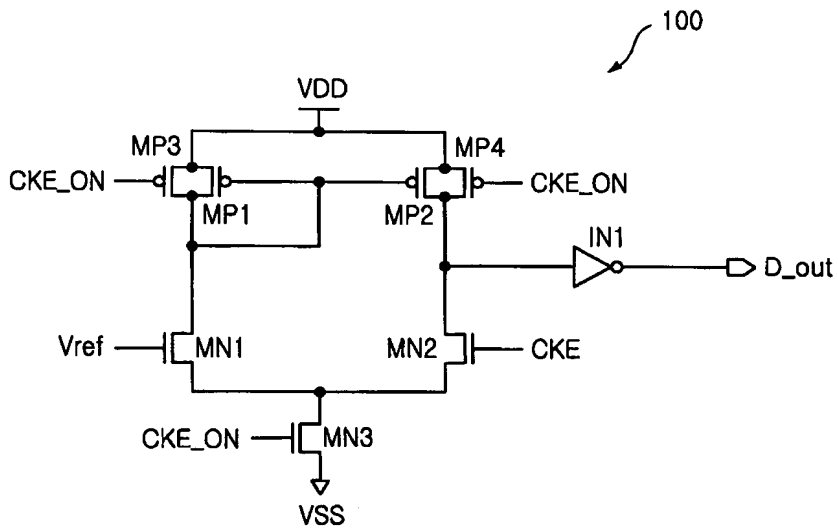 100
VDD
MP3
MP4
CKE_ON
CKE_ON
MP1
MP2
IN1
D_out
Vref
MN1
MN2
CKE
CKE_ON
MN3
VSS